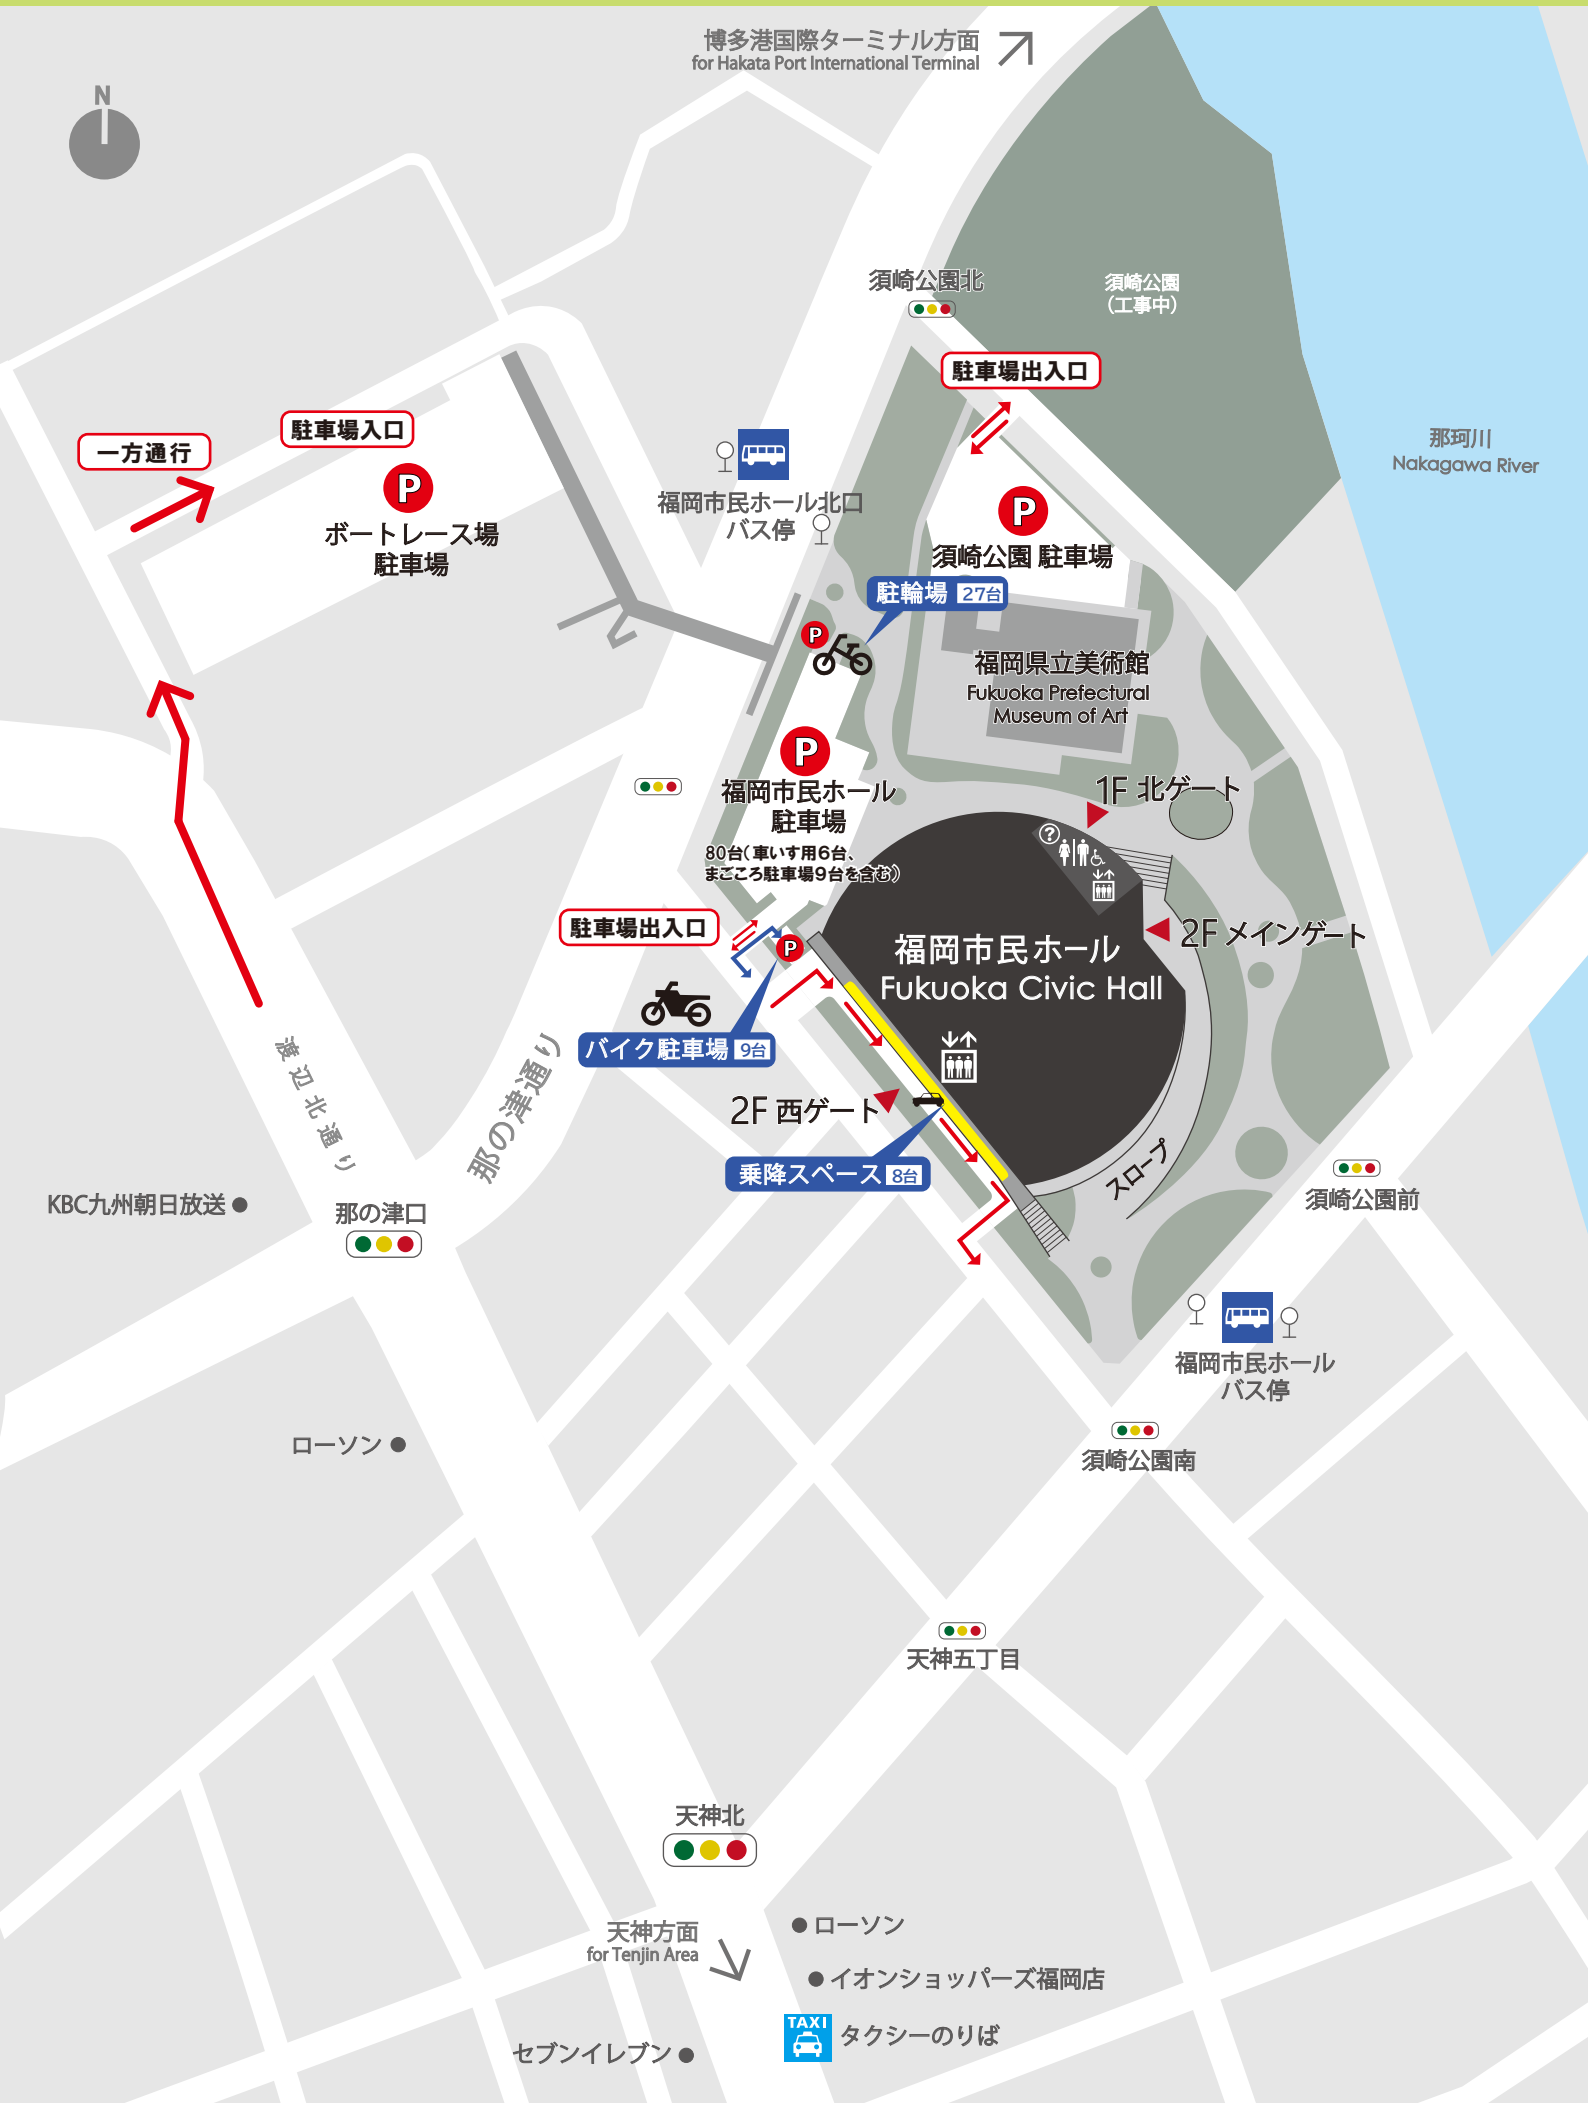 博多港国際ターミナル方面
for Hakata Port International Terminal
N
須崎公園北
須崎公園
(工事中)
駐車場出入口
駐車場入口
一方通行
那珂川
Nakagawa River
P
ボートレース場
駐車場
福岡市民ホール北口
バス停
P
須崎公園 駐車場
駐輪場 27台
P
福岡県立美術館
Fukuoka Prefectural
Museum of Art
P
福岡市民ホール
駐車場
80台(車いす用6台、
まごころ駐車場9台を含む)
1F 北ゲート
?
駐車場出入口
P
2F メインゲート
福岡市民ホール
Fukuoka Civic Hall
バイク駐車場 9台
渡辺北通り
那の津通り
2F 西ゲート
乗降スペース 8台
スロープ
須崎公園前
KBC九州朝日放送
那の津口
福岡市民ホール
バス停
ローソン
須崎公園南
天神五丁目
天神北
天神方面
for Tenjin Area
ローソン
イオンショッパーズ福岡店
TAXI
タクシーのりば
セブンイレブン